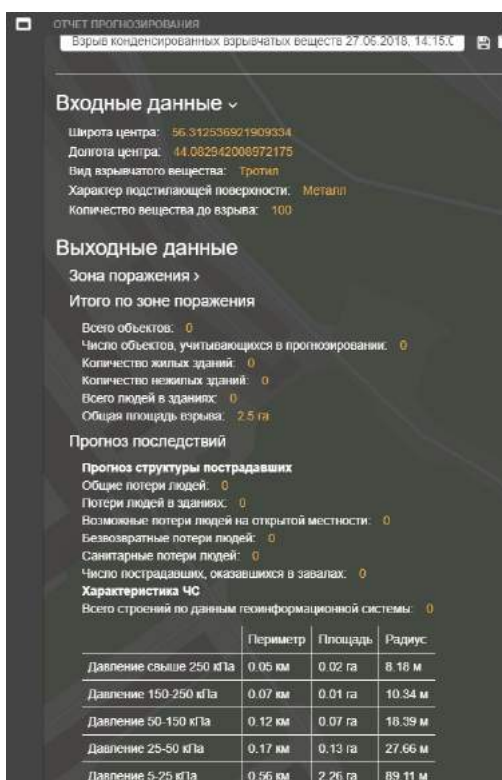 ОТЧЕТ ПРОГНОЗИРОВАНИЯ
Взрыв конденсированных взрывчатых веществ 27.06.2018, 14:15:0
Входные данные
Широта центра: 56.312536921909334
Долгота центра: 44.082942008972175
Вид взрывчатого вещества: Тротил
Характер подстилающей поверхности: Металл
Количество вещества до взрыва: 100
Выходные данные
Зона поражения >
Итого по зоне поражения
Всего объектов: 0
Число объектов, учитывающихся в прогнозировании: 0
Количество жилых зданий: 0
Количество нежилых зданий: 0
Всего людей в зданиях: 0
Общая площадь взрыва: 2.5 га
Прогноз последствий
Прогноз структуры пострадавших
Общие потери людей: 0
Потери людей в зданиях: 0
Возможные потери людей на открытой местности: 0
Безвозвратные потери людей: 0
Санитарные потери людей: 0
Число пострадавших, оказавшихся в завалах: 0
Характеристика ЧС
Всего строений по данным геоинформационной системы: 0
Периметр Площадь Радиус
Давление свыше 250 кПа 0.05 км 0.02 га 8.18 м
Давление 150-250 кПа 0.07 км 0.01 га 10.34 м
Давление 50-150 кПа 0.12 км 0.07 га 18.39 м
Давление 25-50 кПа 0.17 км 0.13 га 27.66 м
Давление 5-25 кПа 0.56 км 2.26 га 89.11 м